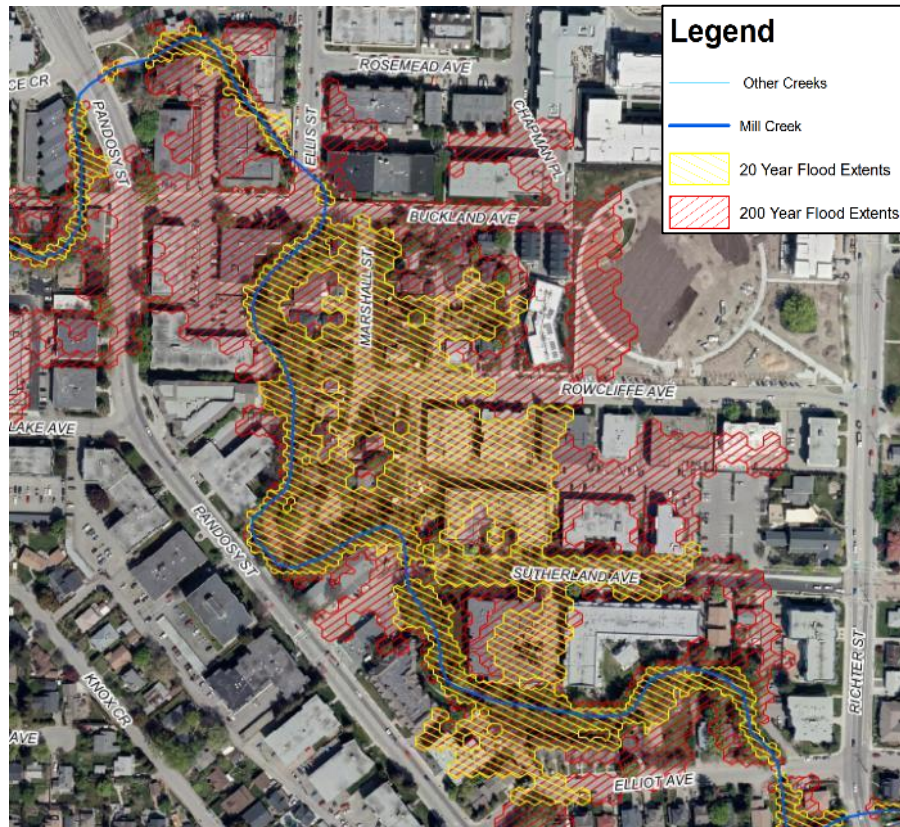 Legend
Other Creeks
Mill Creek
20 Year Flood Extents
200 Year Flood Extents
ROSEMEAD AVE
CE CR
PANDOSY ST
ELLIS ST
CHAPMAN PL
BUCKLAND AVE
MARSHALL ST
ROWCLIFFE AVE
LAKE AVE
PANDOSY ST
SUTHERLAND AVE
KNOX CR
RICHTER ST
AVE
ELLIOT AVE